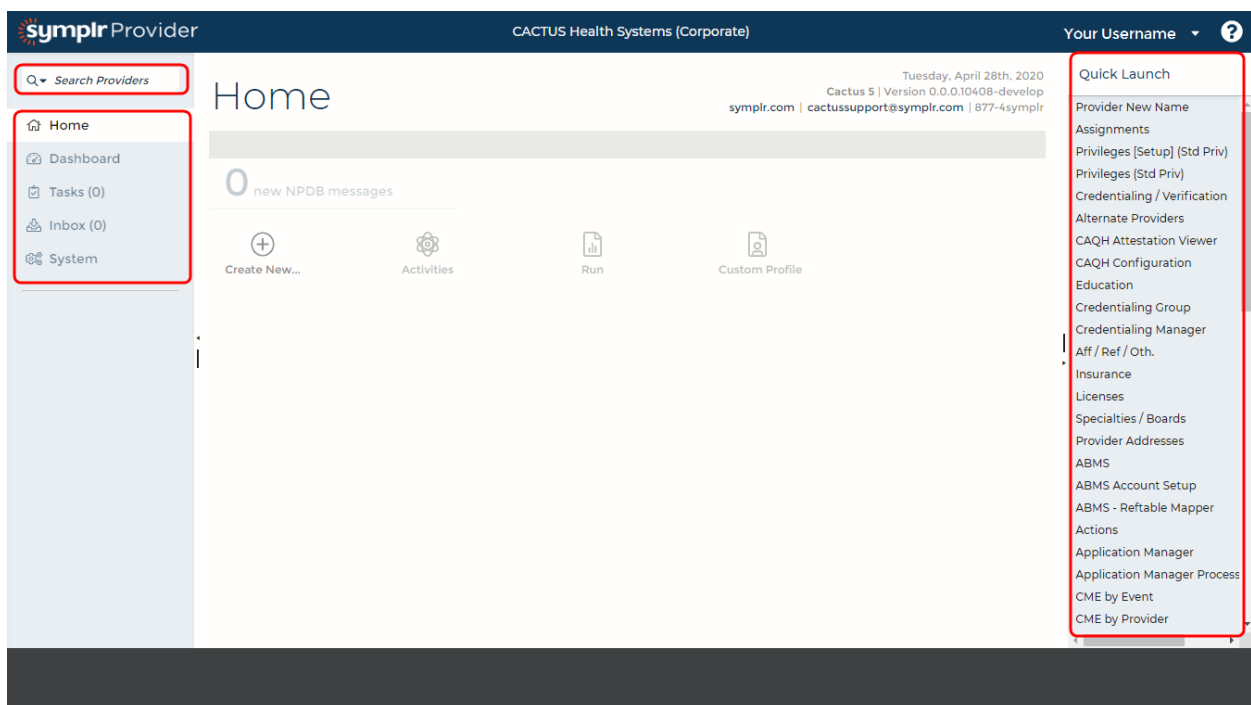 symplr Provider
CACTUS Health Systems (Corporate)
Your Username
?
Search Providers
Home
Dashboard
Tasks (0)
Inbox (0)
System
Home
Tuesday, April 28th, 2020
Cactus 5 | Version 0.0.0.10408-develop
symplr.com | cactussupport@symplr.com | 877-4symplr
0 new NPDB messages
Create New...
Activities
Run
Custom Profile
Quick Launch
Provider New Name
Assignments
Privileges [Setup] (Std Priv)
Privileges (Std Priv)
Credentialing / Verification
Alternate Providers
CAQH Attestation Viewer
CAQH Configuration
Education
Credentialing Group
Credentialing Manager
Aff / Ref / Oth.
Insurance
Licenses
Specialties / Boards
Provider Addresses
ABMS
ABMS Account Setup
ABMS - Reftable Mapper
Actions
Application Manager
Application Manager Process
CME by Event
CME by Provider